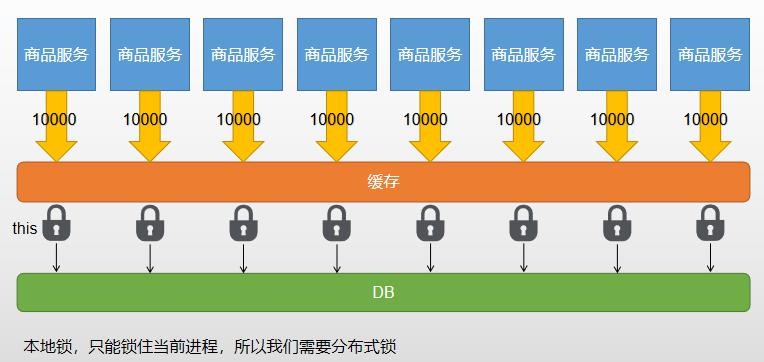 商品服务 商品服务 商品服务 商品服务 商品服务 商品服务 商品服务 商品服务
10000 10000 10000 10000 10000 10000 10000 10000
缓存
this
DB
本地锁，只能锁住当前进程，所以我们需要分布式锁